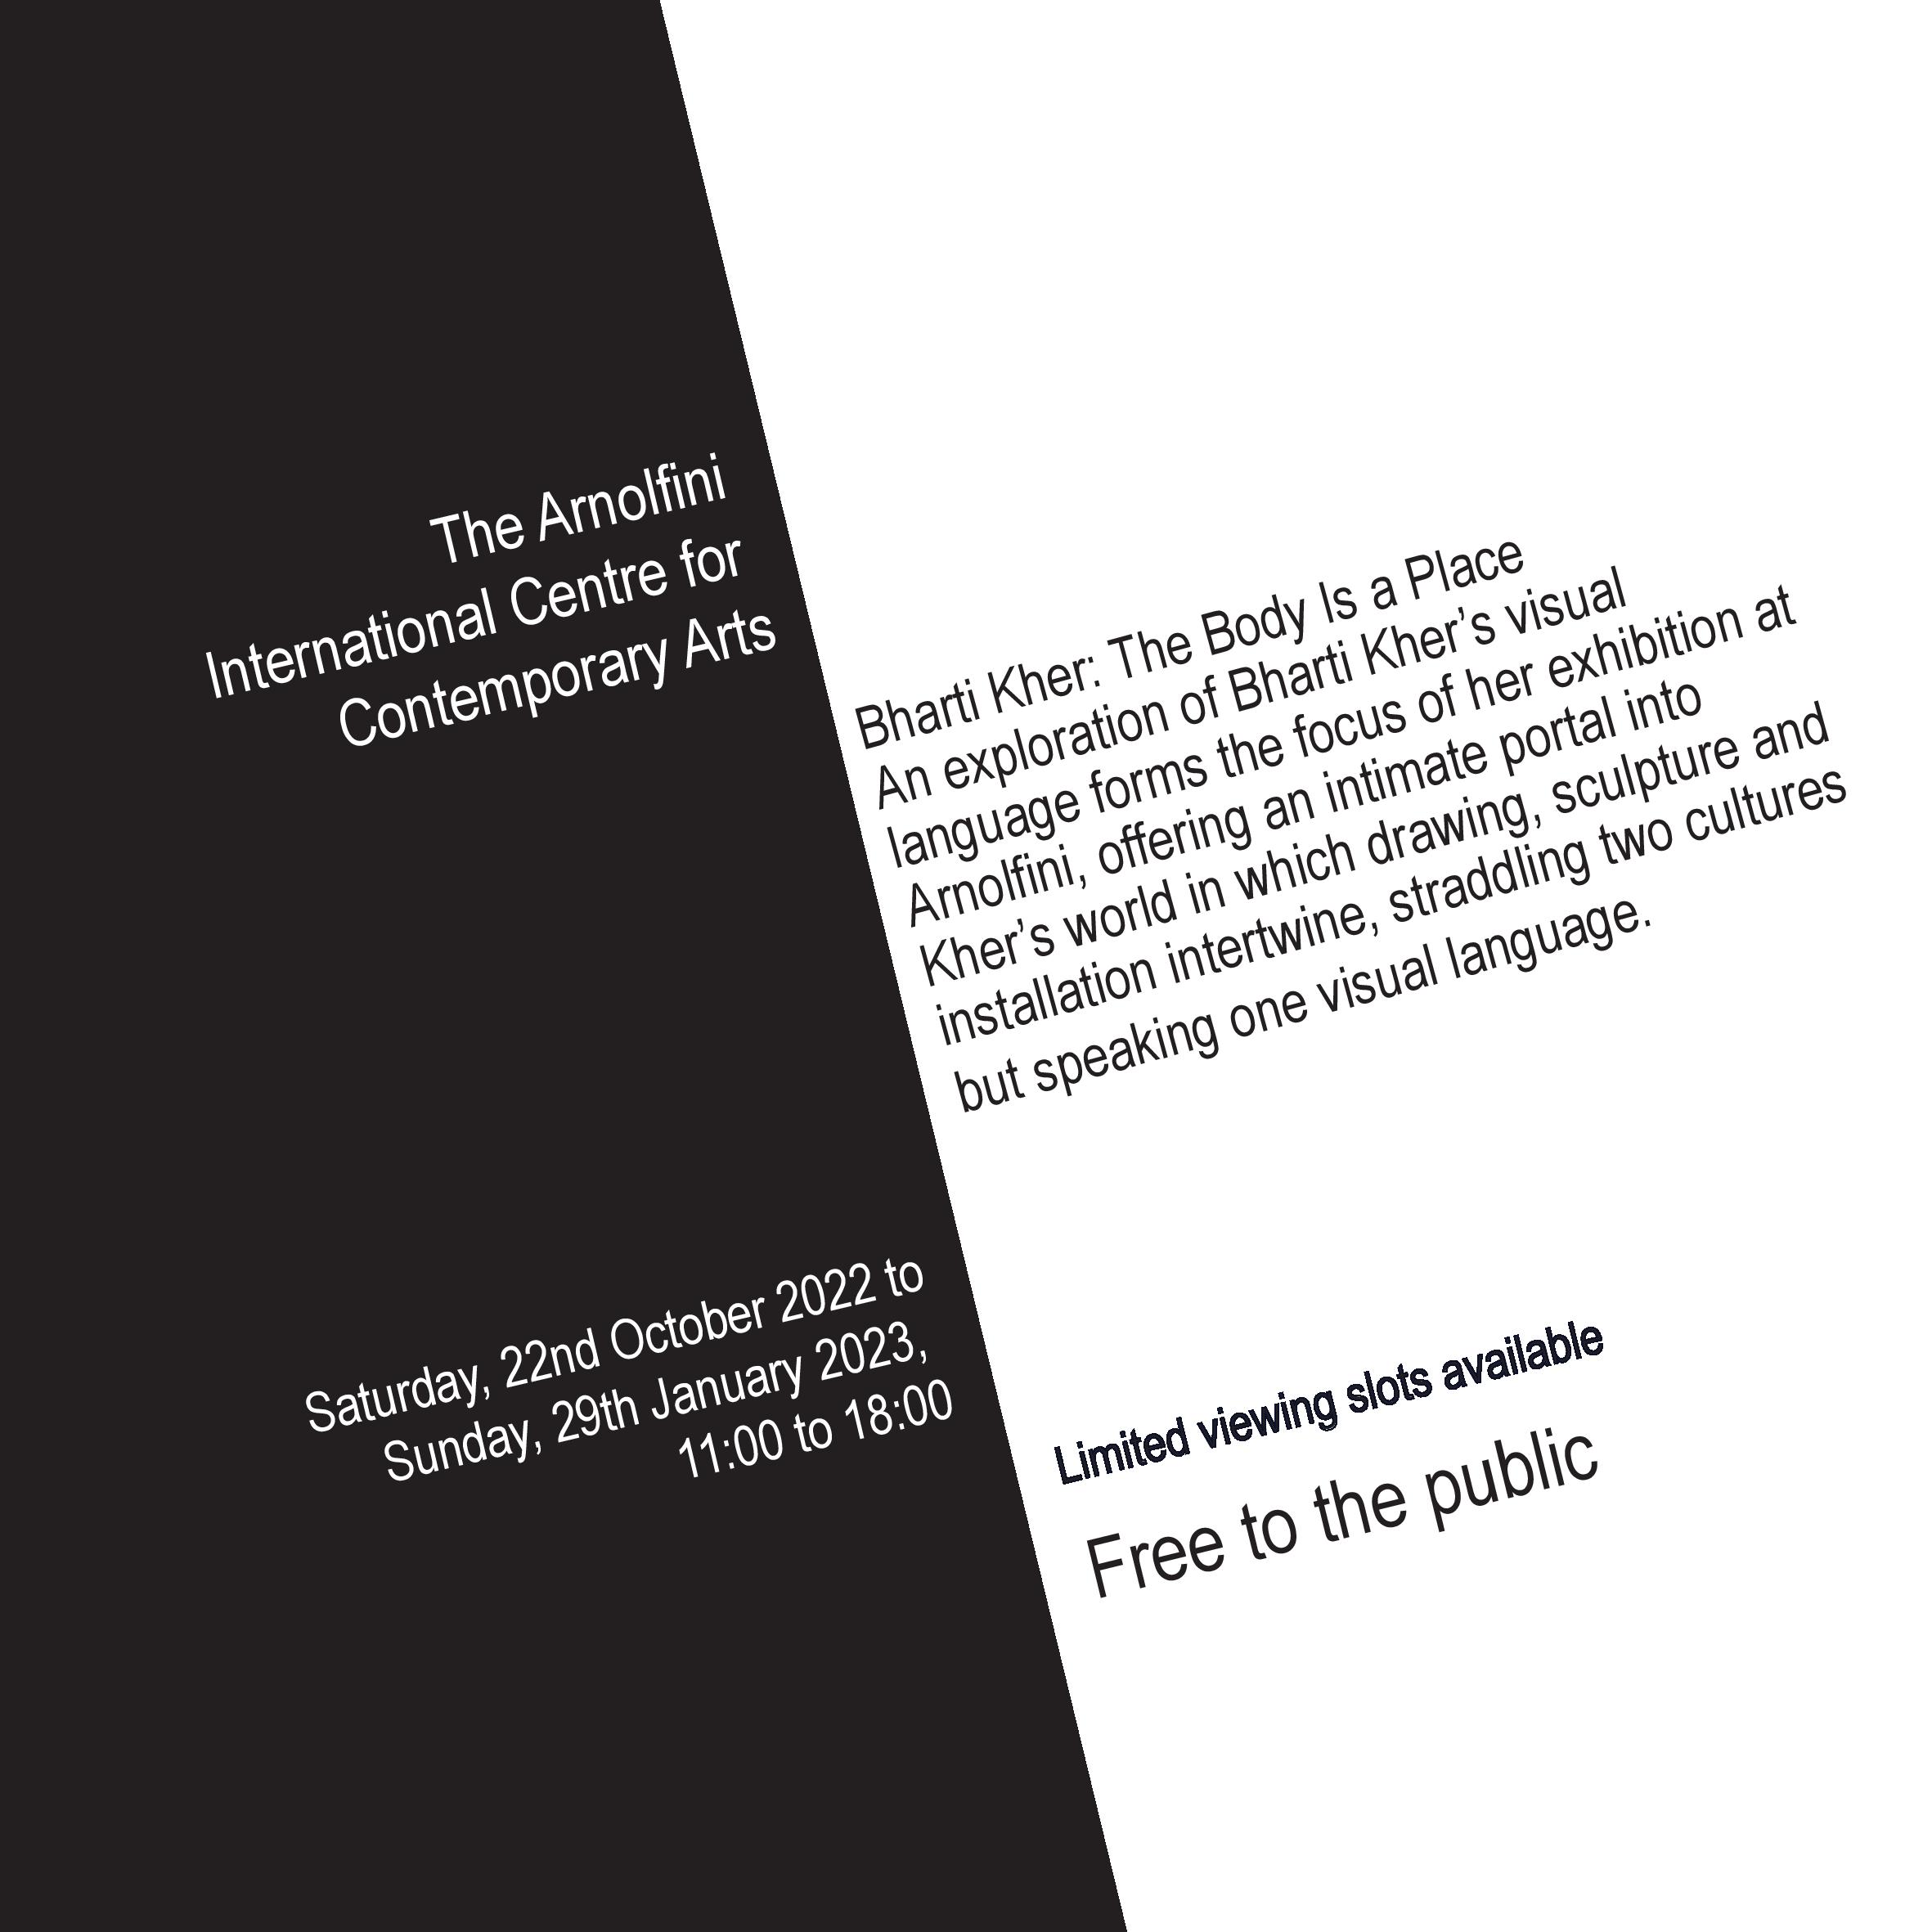 The Arnolfini
International Centre for
Contemporary Arts
Bharti Kher: The Body Is a Place
An exploration of Bharti Kher’s visual
language forms the focus of her exhibition at
Arnolfini, offering an intimate portal into
Kher’s world in which drawing, sculpture and
installation intertwine, straddling two cultures
but speaking one visual language.
Saturday, 22nd October 2022 to
Sunday, 29th January 2023,
11:00 to 18:00
Limited viewing slots available
Free to the public